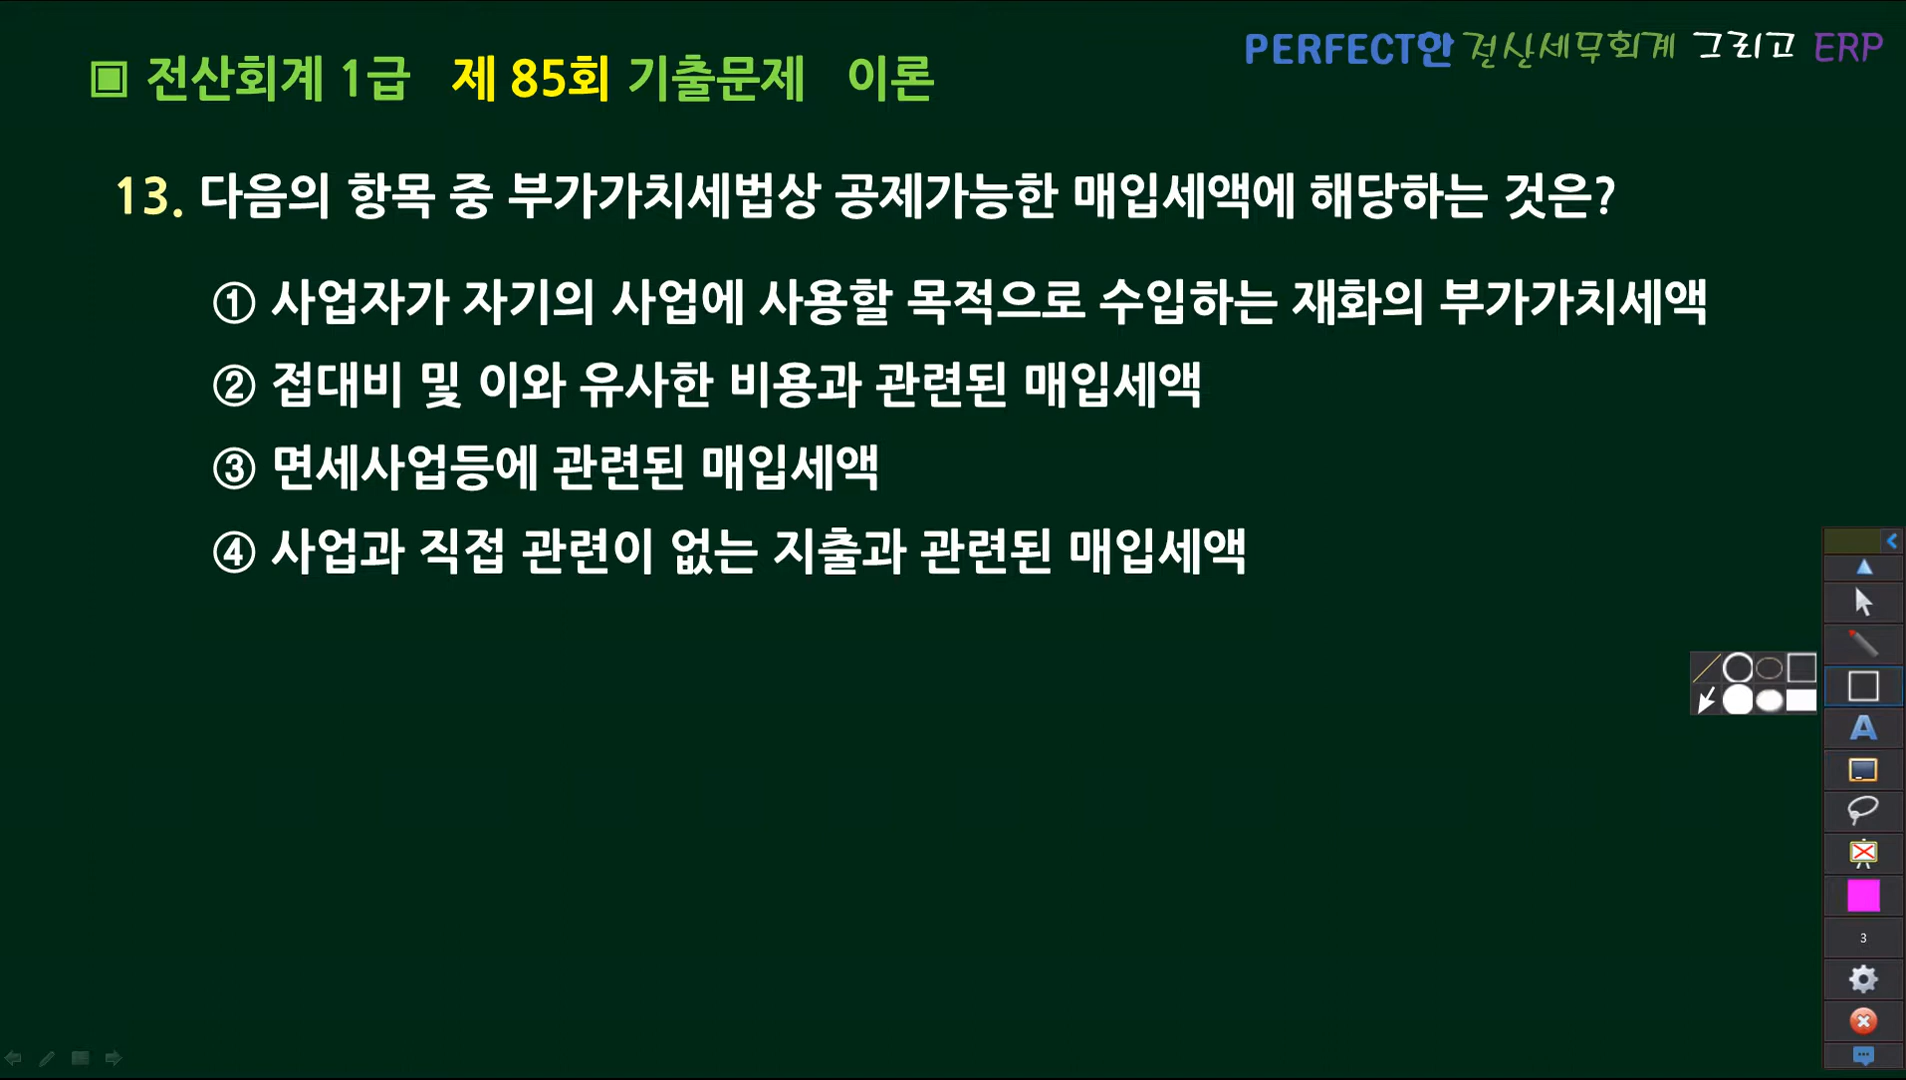 PERFECT한 전산세무회계 그리고 ERP
▣ 전산회계 1급 제 85회 기출문제 이론
13. 다음의 항목 중 부가가치세법상 공제가능한 매입세액에 해당하는 것은?
① 사업자가 자기의 사업에 사용할 목적으로 수입하는 재화의 부가가치세액
② 접대비 및 이와 유사한 비용과 관련된 매입세액
③ 면세사업등에 관련된 매입세액
④ 사업과 직접 관련이 없는 지출과 관련된 매입세액
A
3